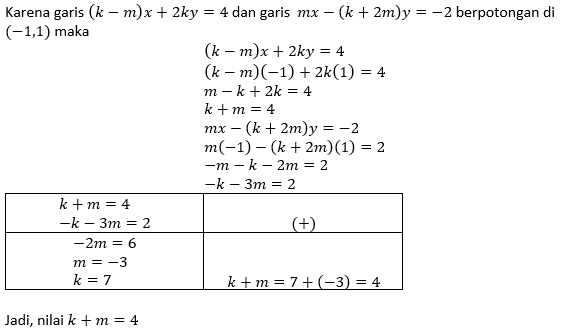 Karena garis (k − m)x + 2ky = 4 dan garis mx − (k + 2m)y = −2 berpotongan di
(−1,1) maka
(k − m)x + 2ky = 4
(k − m)(−1) + 2k(1) = 4
m − k + 2k = 4
k + m = 4
mx − (k + 2m)y = −2
m(−1) − (k + 2m)(1) = 2
−m − k − 2m = 2
−k − 3m = 2
k + m = 4
−k − 3m = 2 (+)
−2m = 6
m = −3
k = 7 k + m = 7 + (−3) = 4
Jadi, nilai k + m = 4